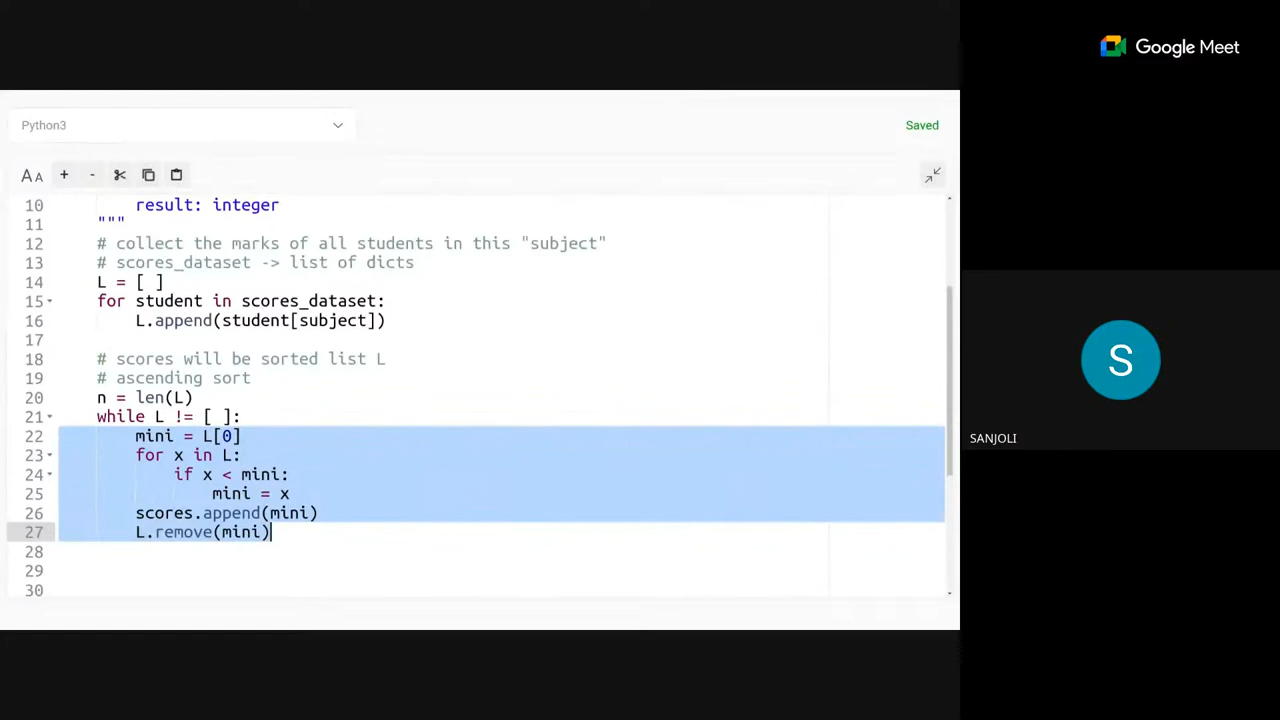 Google Meet
Python3
Saved
AA + -
10 result: integer
11 """
12 # collect the marks of all students in this "subject"
13 # scores_dataset -> list of dicts
14 L = [ ]
15 for student in scores_dataset:
16 L.append(student[subject])
17
18 # scores will be sorted list L
19 # ascending sort
20 n = len(L)
21 while L != [ ]:
22 mini = L[0]
23 for x in L:
24 if x < mini:
25 mini = x
26 scores.append(mini)
27 L.remove(mini)
28
29
30
S
SANJOLI